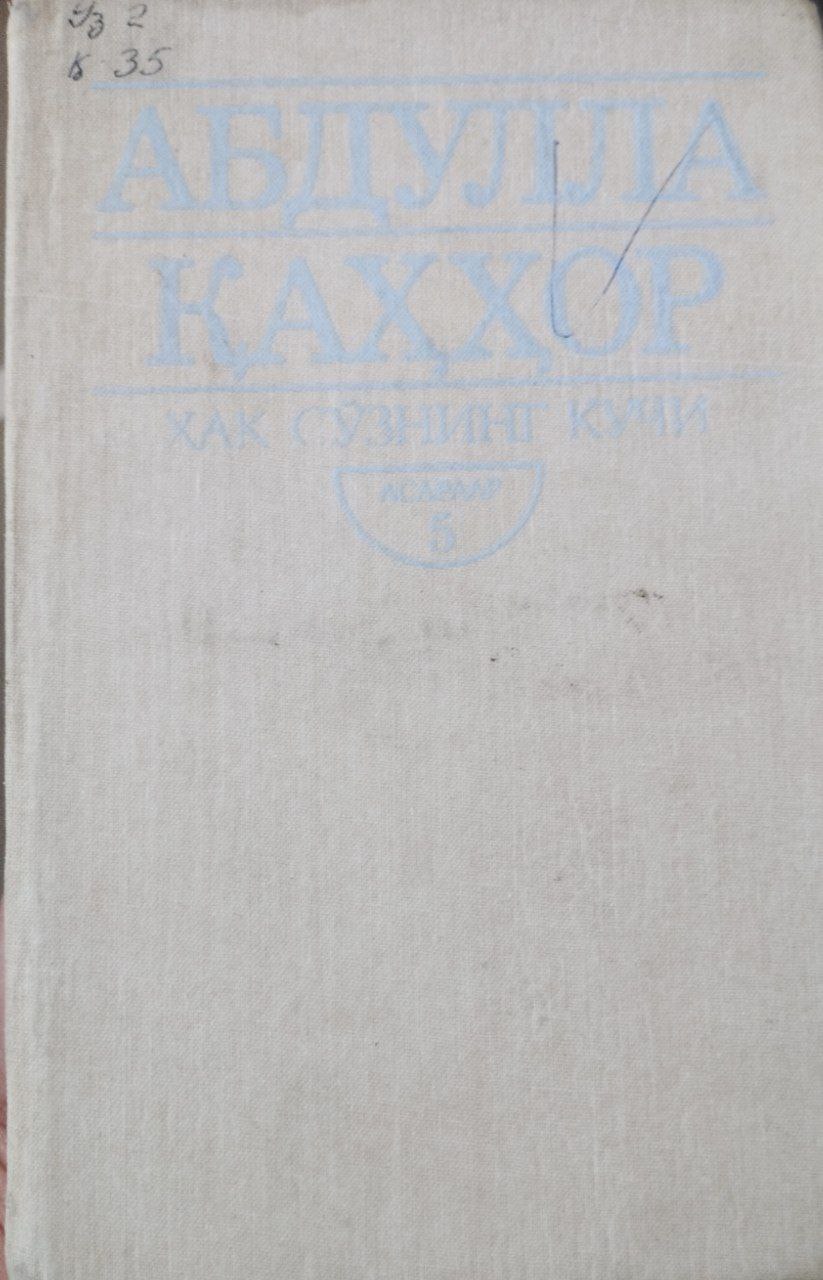 Уз 2
К 35
АБДУЛЛА
ҚАҲҲОР
ҲАҚ СЎЗНИНГ КУЧИ
АСАРЛАР
5